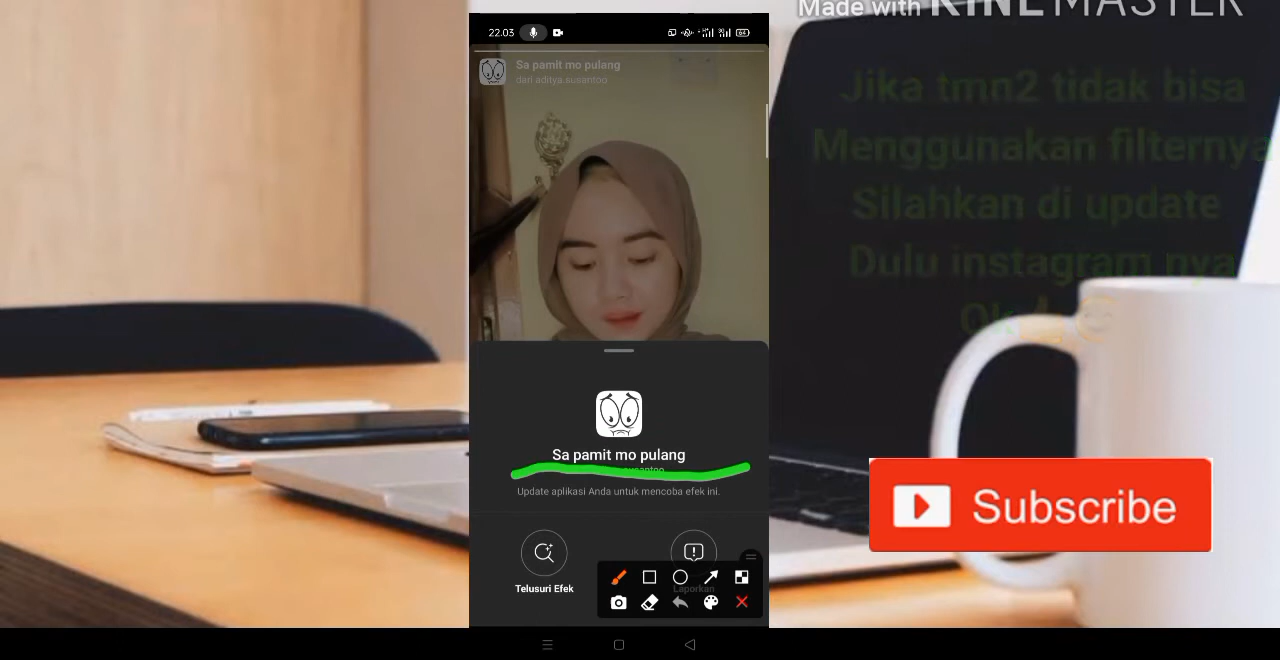 Made with KINEMASTER
22.03
Sa pamit mo pulang
dari aditya.susantoo
Jika tmn2 tidak bisa
Menggunakan filternya
Silahkan di update
Dulu instagram nya
Sa pamit mo pulang
Update aplikasi Anda untuk mencoba efek ini.
Subscribe
Telusuri Efek
Laporkan